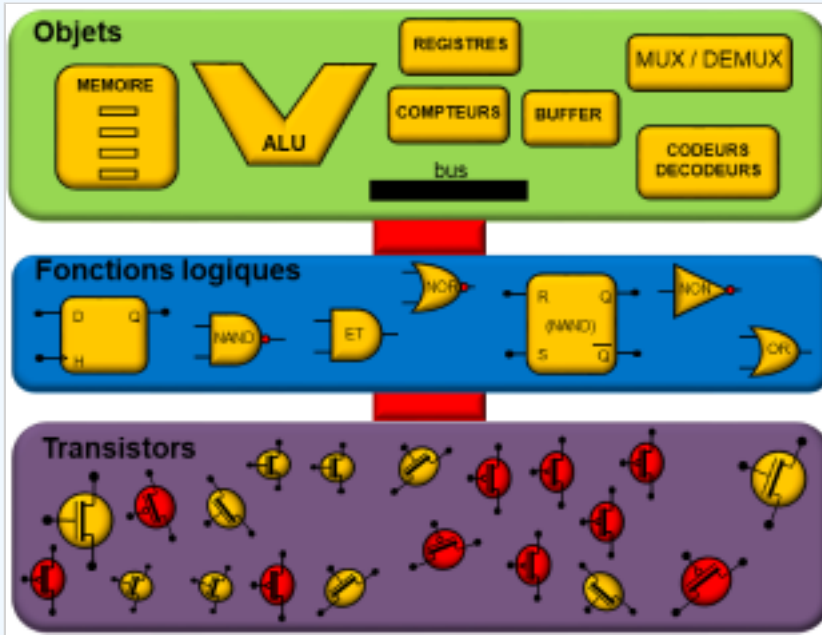 Objets
MEMOIRE
ALU
REGISTRES
COMPTEURS
BUFFER
MUX / DEMUX
CODEURS
DECODEURS
bus
Fonctions logiques
D Q
H
NAND
ET
NOR
R Q
(NAND)
S Q
NOR
OR
Transistors